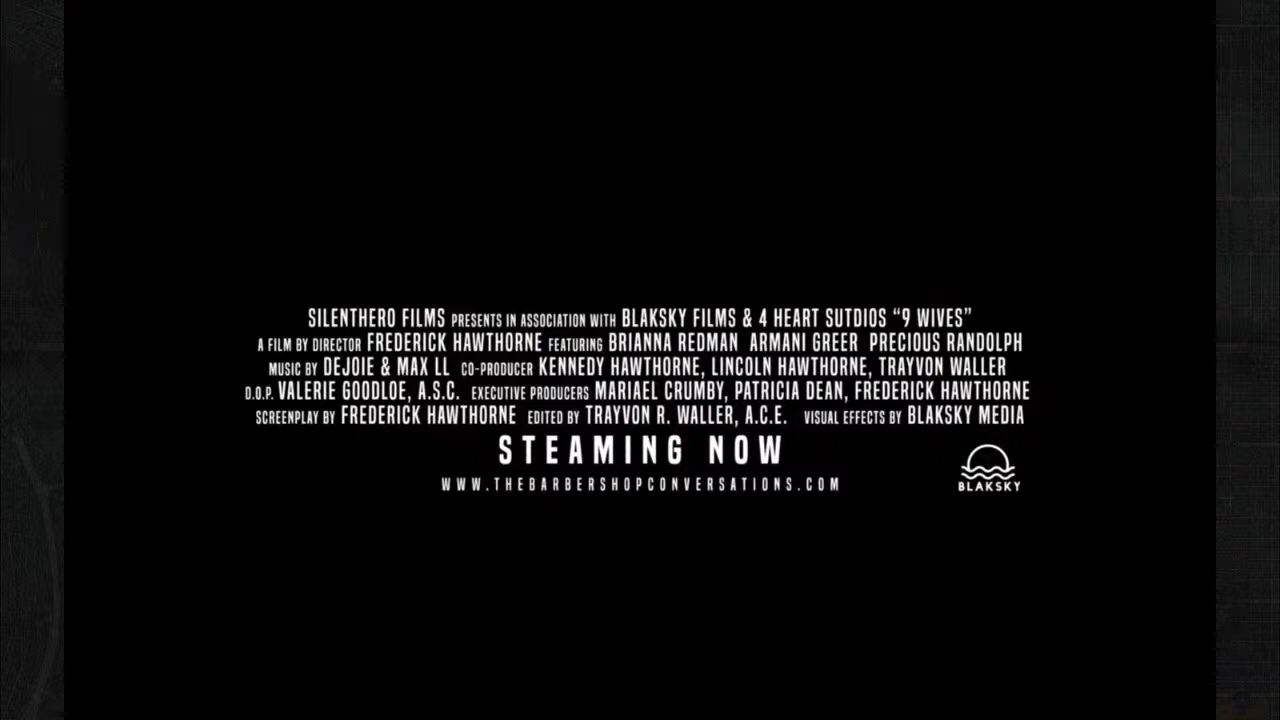 SILENTHERO FILMS PRESENTS IN ASSOCIATION WITH BLAKSKY FILMS & 4 HEART SUTDIOS “9 WIVES”
A FILM BY DIRECTOR FREDERICK HAWTHORNE FEATURING BRIANNA REDMAN ARMANI GREER PRECIOUS RANDOLPH
MUSIC BY DEJOIE & MAX LL CO-PRODUCER KENNEDY HAWTHORNE, LINCOLN HAWTHORNE, TRAYVON WALLER
D.O.P. VALERIE GOODLOE, A.S.C. EXECUTIVE PRODUCERS MARIAEL CRUMBY, PATRICIA DEAN, FREDERICK HAWTHORNE
SCREENPLAY BY FREDERICK HAWTHORNE EDITED BY TRAYVON R. WALLER, A.C.E. VISUAL EFFECTS BY BLAKSKY MEDIA
STEAMING NOW
WWW.THEBARBERSHOPCONVERSATIONS.COM
BLAKSKY